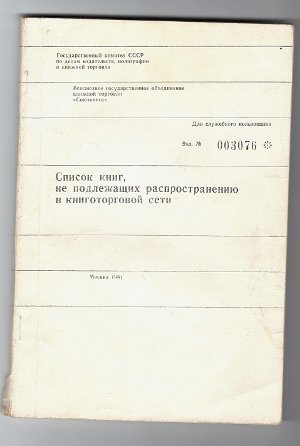 Государственный комитет СССР
по делам издательств, полиграфии
и книжной торговли
Всесоюзное государственное объединение
книжной торговли
«Союзкнига»
Для служебного пользования
Экз. № 003076 *
Список книг,
не подлежащих распространению
в книготорговой сети
Москва 1981